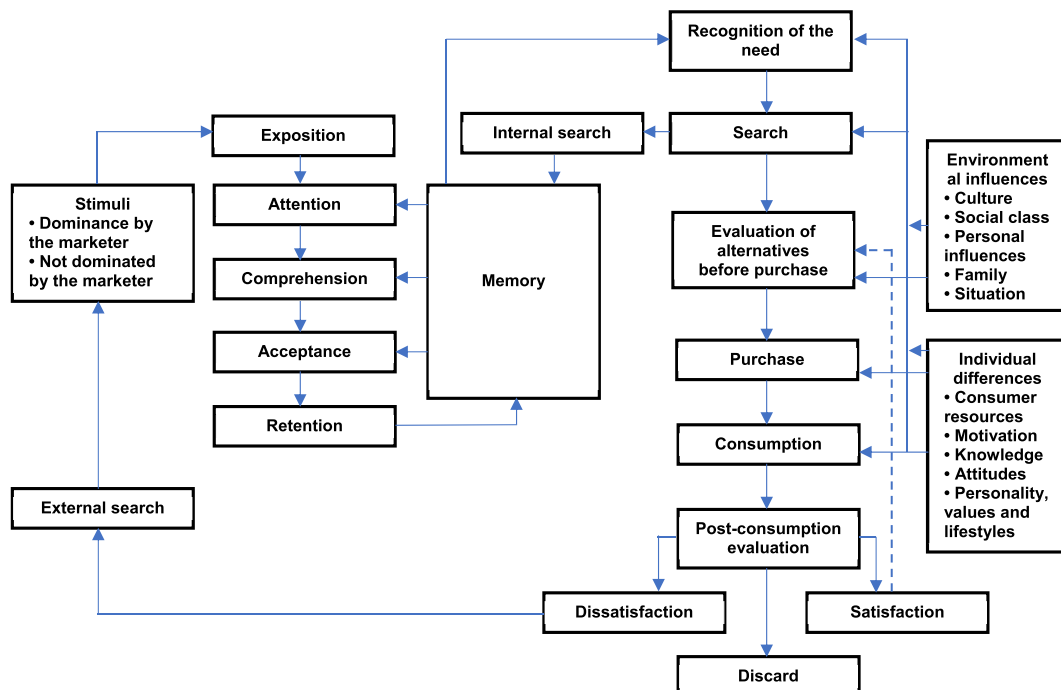 Recognition of the
need
Exposition
Internal search
Search
Stimuli
• Dominance by
the marketer
• Not dominated
by the marketer
Attention
Comprehension
Acceptance
Retention
Memory
Evaluation of
alternatives
before purchase
Environment
al influences
• Culture
• Social class
• Personal
influences
• Family
• Situation
Purchase
Consumption
Individual
differences
• Consumer
resources
• Motivation
• Knowledge
• Attitudes
• Personality,
values and
lifestyles
External search
Post-consumption
evaluation
Dissatisfaction
Satisfaction
Discard